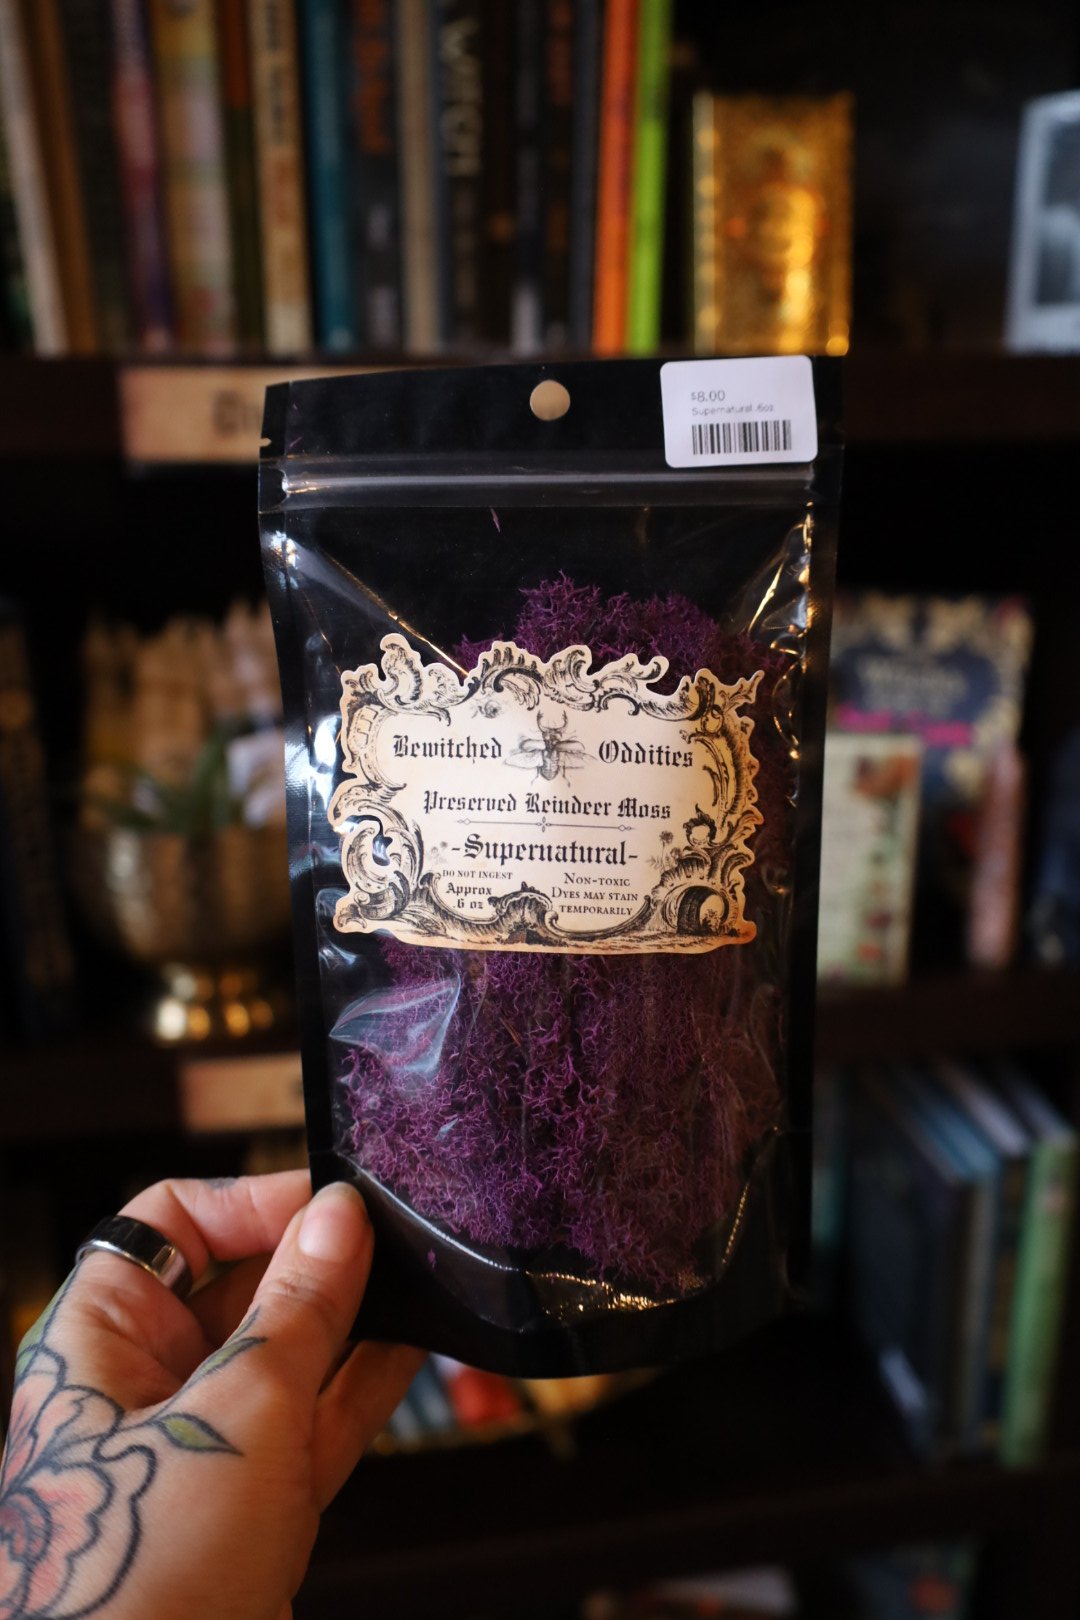 WITCH
$8.00
Supernatural .6oz
Bewitched Oddities
Preserved Reindeer Moss
-Supernatural-
DO NOT INGEST
Approx
.6 oz
Non-toxic
Dyes may stain
temporarily